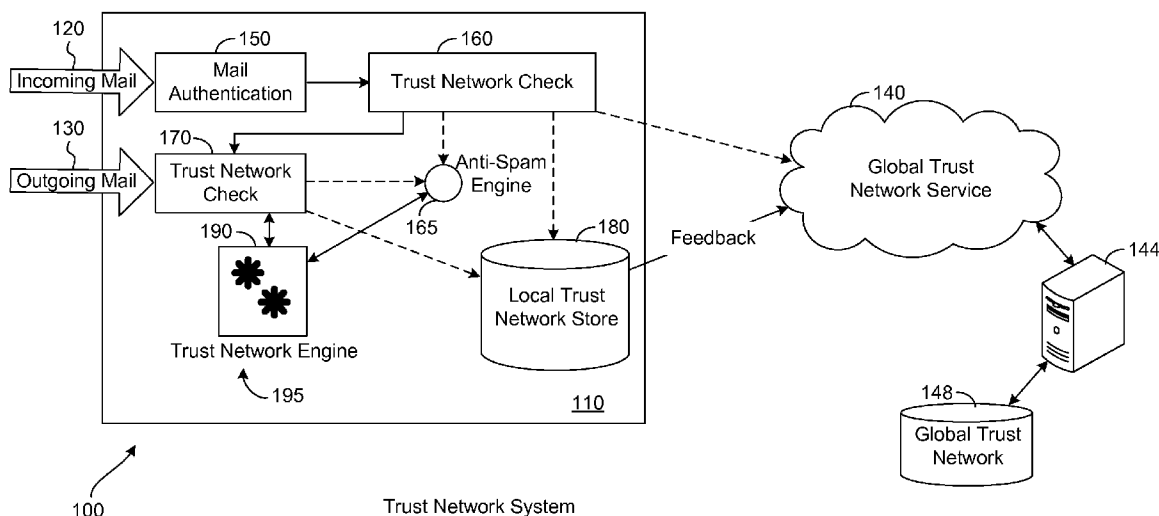 120
Incoming Mail
150
Mail
Authentication
160
Trust Network Check
130
Outgoing Mail
170
Trust Network
Check
Anti-Spam
Engine
165
190
Trust Network Engine
195
180
Local Trust
Network Store
110
140
Global Trust
Network Service
Feedback
144
148
Global Trust
Network
100
Trust Network System